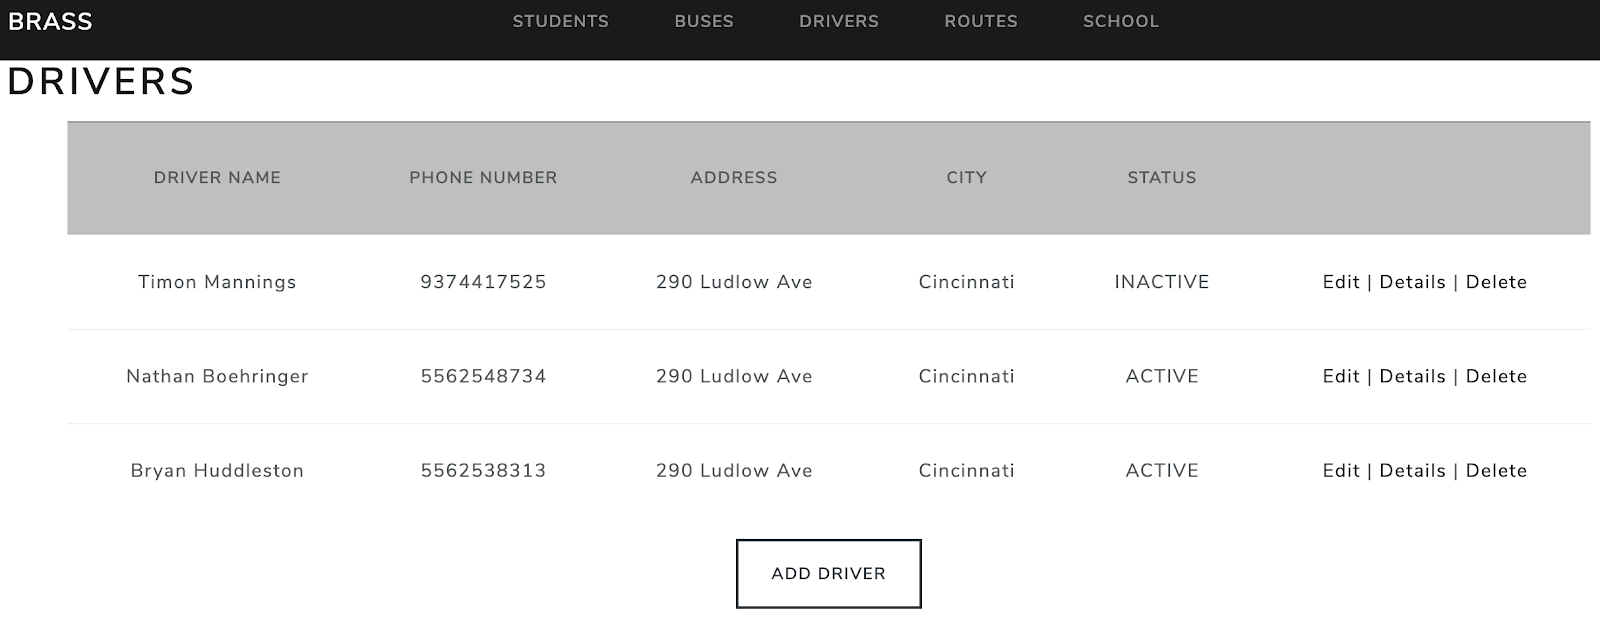 BRASS STUDENTS BUSES DRIVERS ROUTES SCHOOL
DRIVERS
DRIVER NAME PHONE NUMBER ADDRESS CITY STATUS
Timon Mannings 9374417525 290 Ludlow Ave Cincinnati INACTIVE Edit | Details | Delete
Nathan Boehringer 5562548734 290 Ludlow Ave Cincinnati ACTIVE Edit | Details | Delete
Bryan Huddleston 5562538313 290 Ludlow Ave Cincinnati ACTIVE Edit | Details | Delete
ADD DRIVER